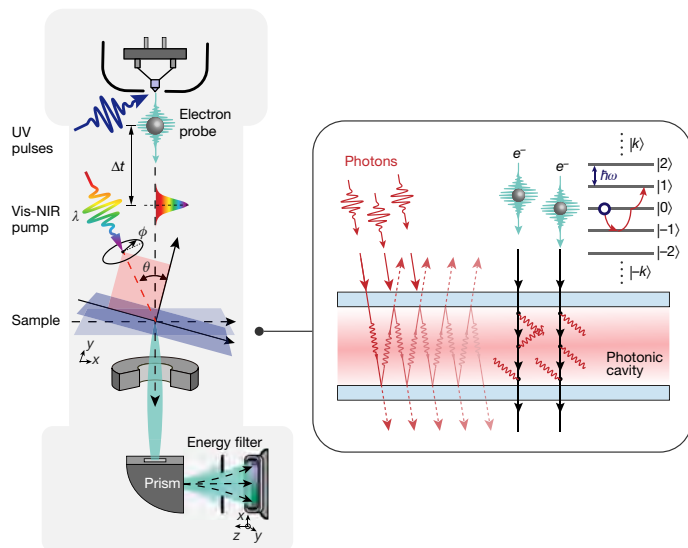 UV
pulses
Electron
probe
Δt
Vis-NIR
pump
λ
ϕ
θ
Sample
y
x
Energy filter
Prism
x
z
y
Photons
e⁻
e⁻
|k⟩
|2⟩
ħω
|1⟩
|0⟩
|−1⟩
|−2⟩
|−k⟩
Photonic
cavity